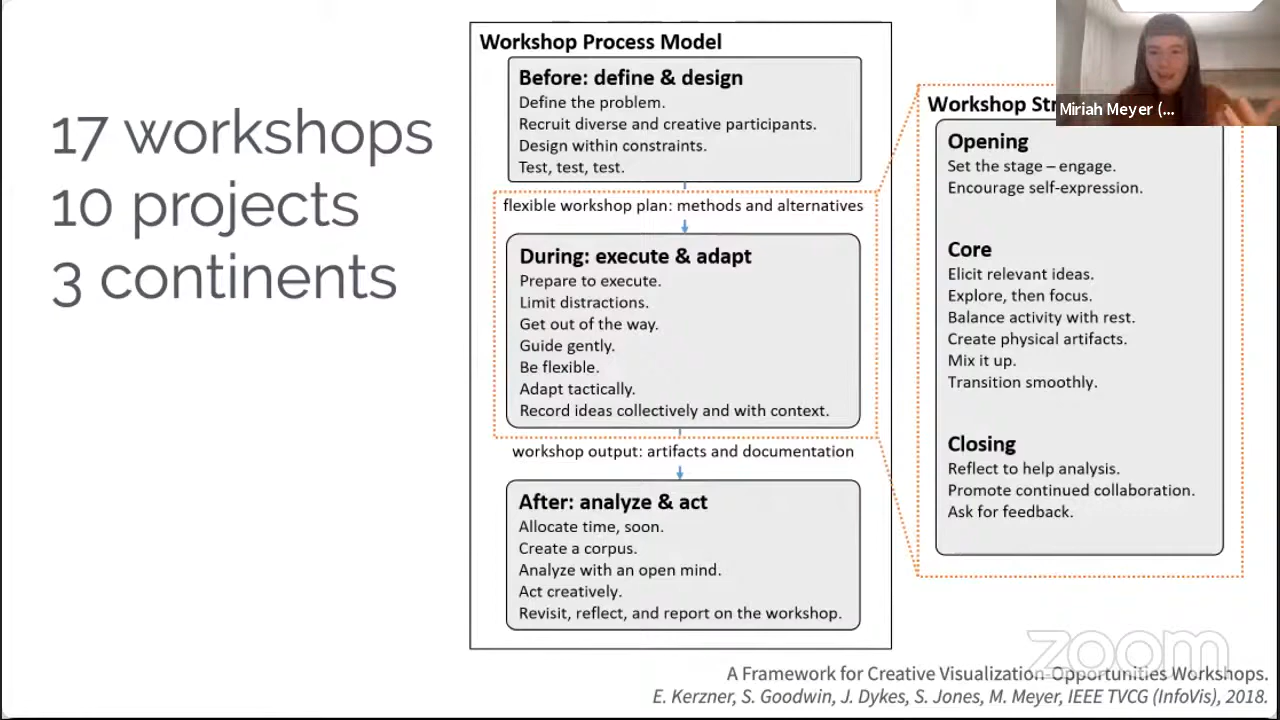 17 workshops
10 projects
3 continents
Workshop Process Model
Before: define & design
Define the problem.
Recruit diverse and creative participants.
Design within constraints.
Test, test, test.
flexible workshop plan: methods and alternatives
During: execute & adapt
Prepare to execute.
Limit distractions.
Get out of the way.
Guide gently.
Be flexible.
Adapt tactically.
Record ideas collectively and with context.
workshop output: artifacts and documentation
After: analyze & act
Allocate time, soon.
Create a corpus.
Analyze with an open mind.
Act creatively.
Revisit, reflect, and report on the workshop.
Workshop
Miriah Meyer (...
Opening
Set the stage – engage.
Encourage self-expression.
Core
Elicit relevant ideas.
Explore, then focus.
Balance activity with rest.
Create physical artifacts.
Mix it up.
Transition smoothly.
Closing
Reflect to help analysis.
Promote continued collaboration.
Ask for feedback.
zoom
A Framework for Creative Visualization-Opportunities Workshops.
E. Kerzner, S. Goodwin, J. Dykes, S. Jones, M. Meyer, IEEE TVCG (InfoVis), 2018.